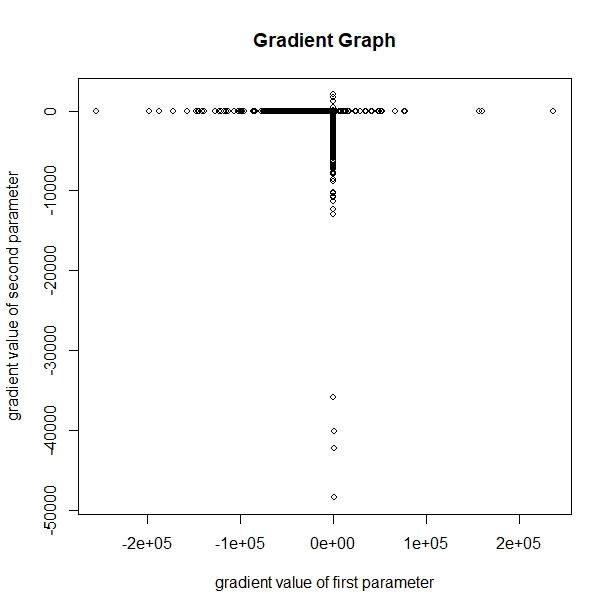 Gradient Graph
gradient value of second parameter
0
-10000
-20000
-30000
-40000
-50000
-2e+05 -1e+05 0e+00 1e+05 2e+05
gradient value of first parameter